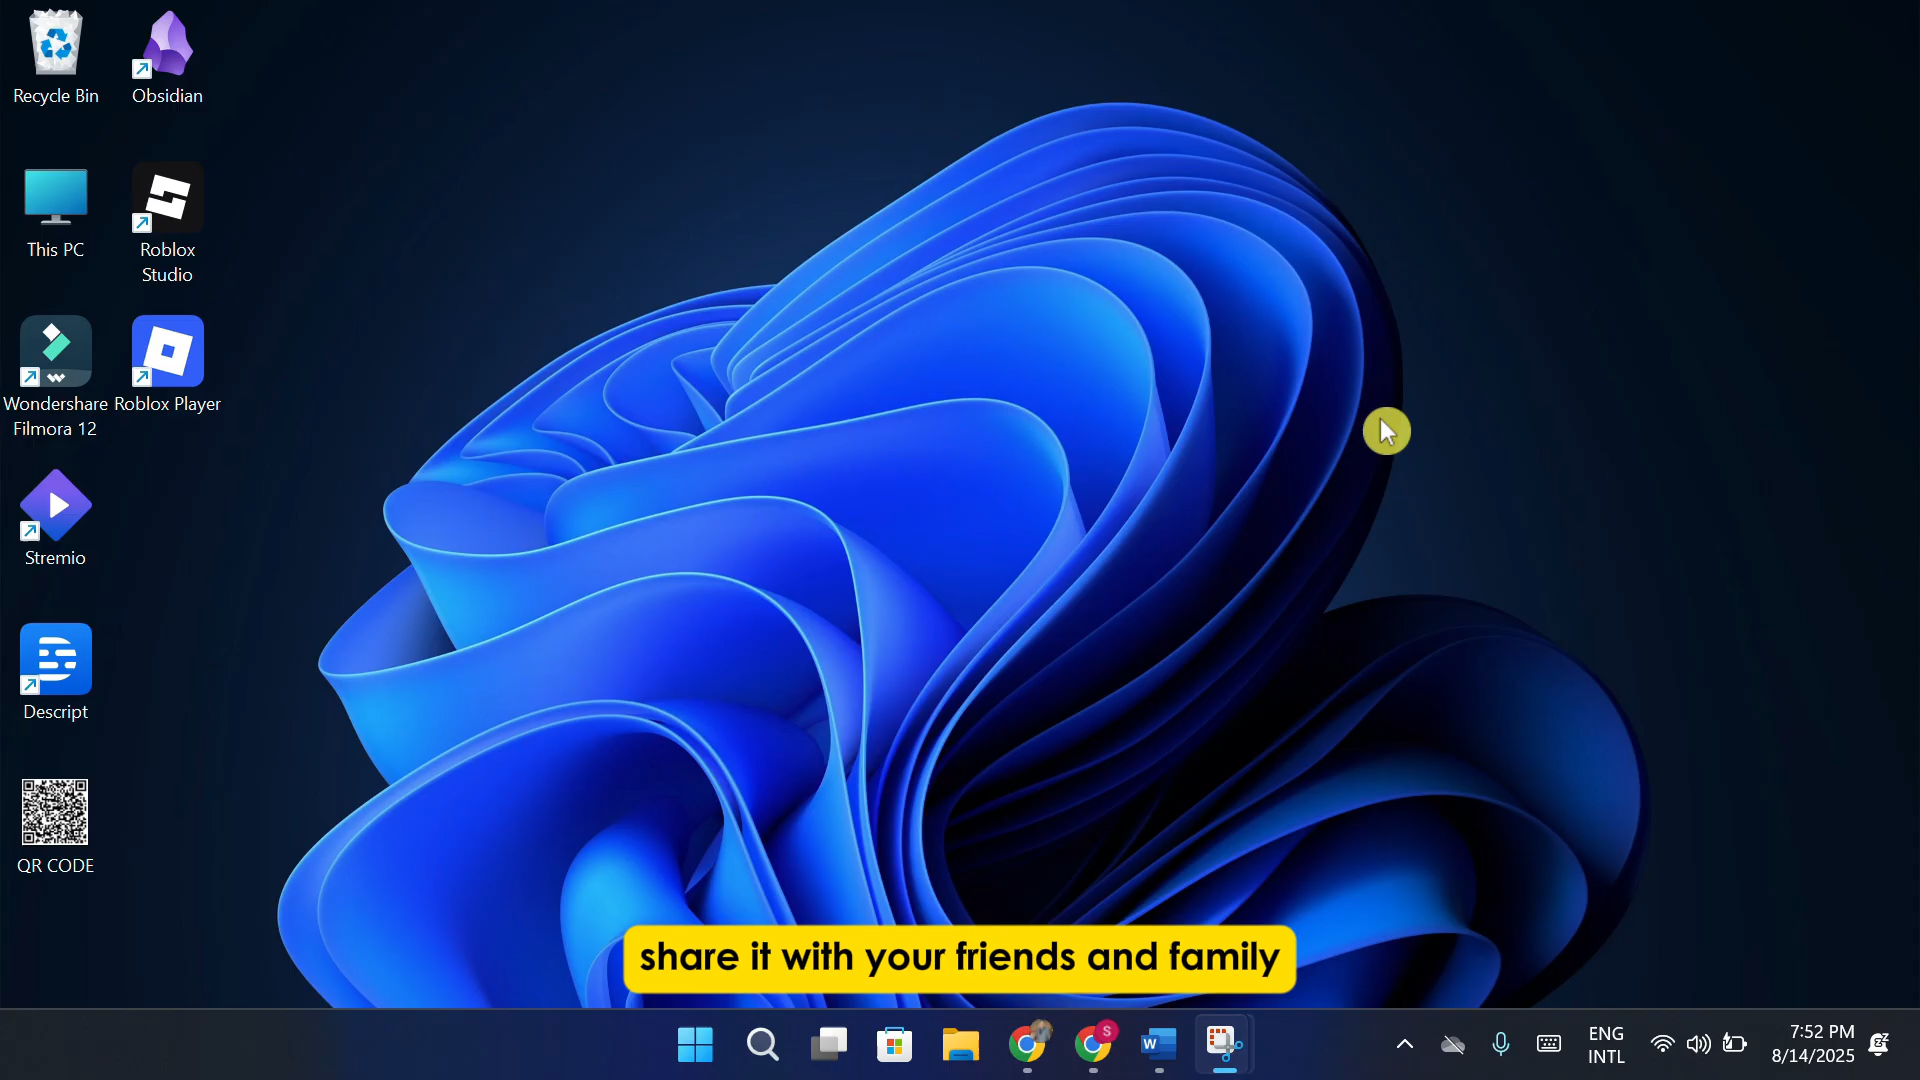 Recycle Bin
Obsidian
This PC
Roblox
Studio
Wondershare
Filmora 12
Roblox Player
Stremio
Descript
QR CODE
share it with your friends and family
S
W
ENG
INTL
7:52 PM
8/14/2025